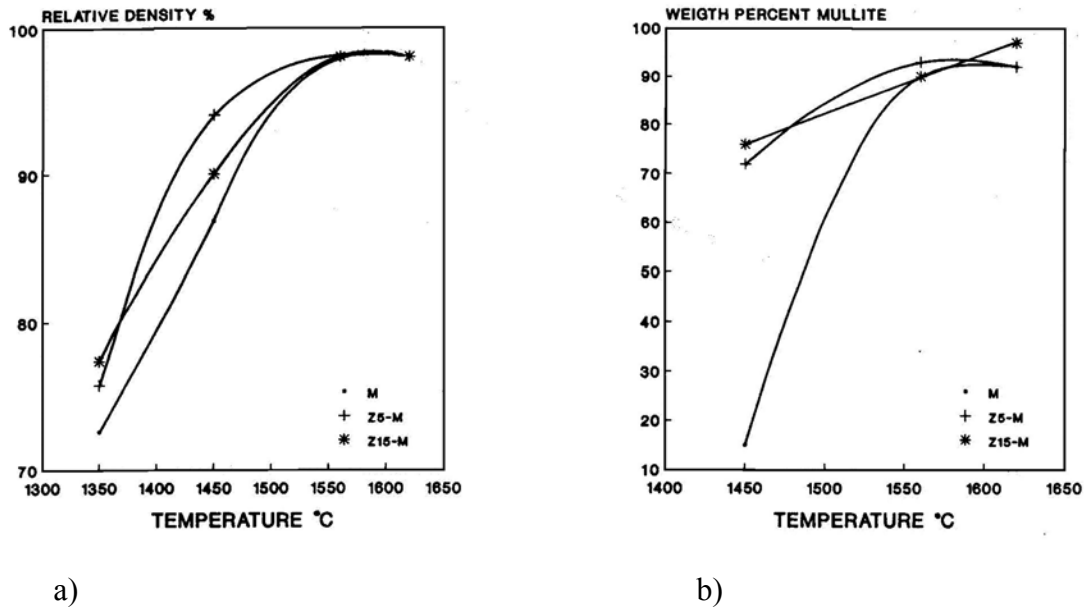 RELATIVE DENSITY %
100
90
80
70
1300 1350 1400 1450 1500 1550 1600 1650
TEMPERATURE °C
M
Z5-M
Z15-M
a)
WEIGTH PERCENT MULLITE
100
90
80
70
60
50
40
30
20
10
1400 1450 1500 1550 1600 1650
TEMPERATURE °C
M
Z5-M
Z15-M
b)